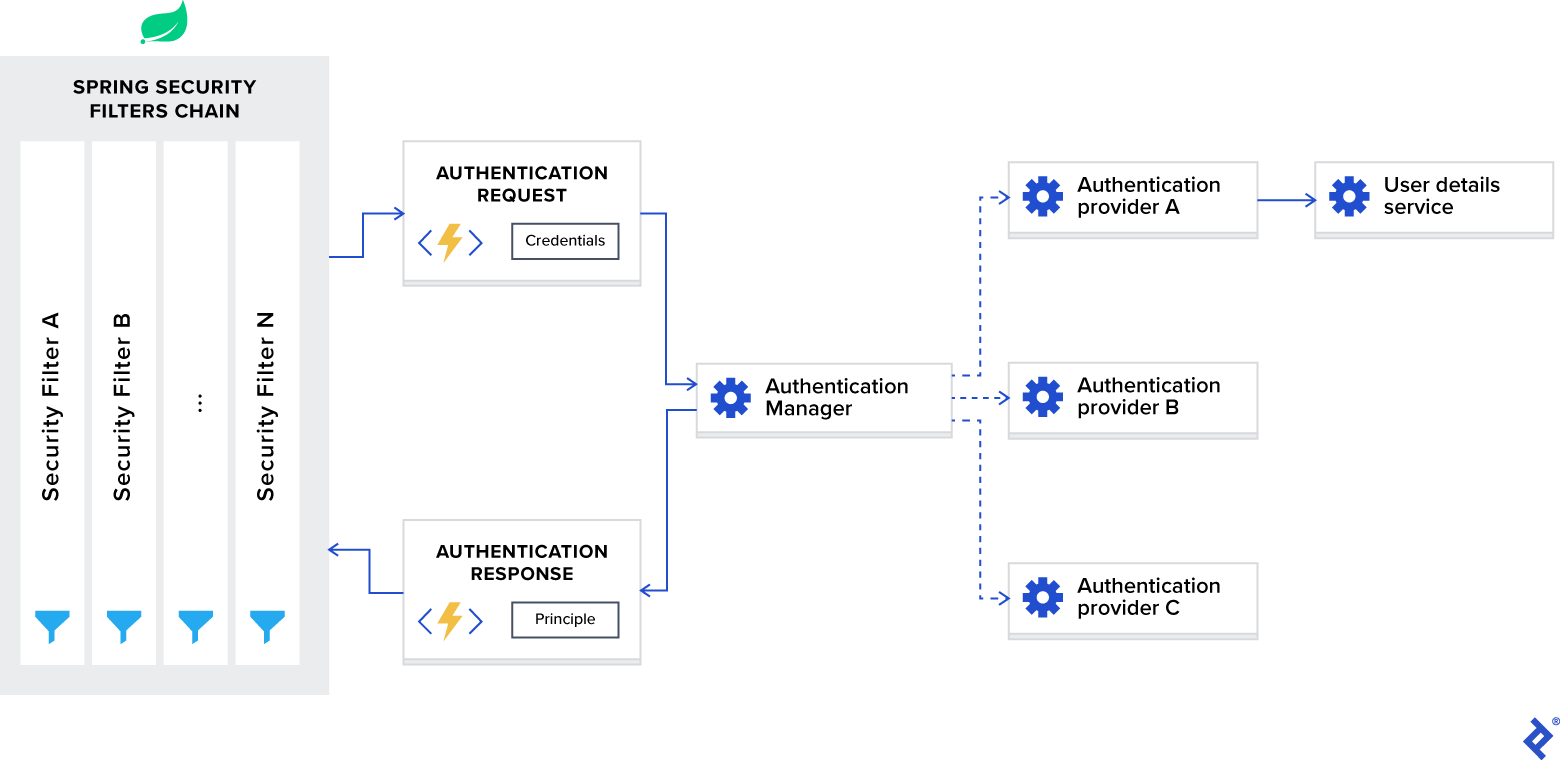 SPRING SECURITY
FILTERS CHAIN
Security Filter A
Security Filter B
...
Security Filter N
AUTHENTICATION
REQUEST
Credentials
AUTHENTICATION
RESPONSE
Principle
Authentication
Manager
Authentication
provider A
User details
service
Authentication
provider B
Authentication
provider C
®